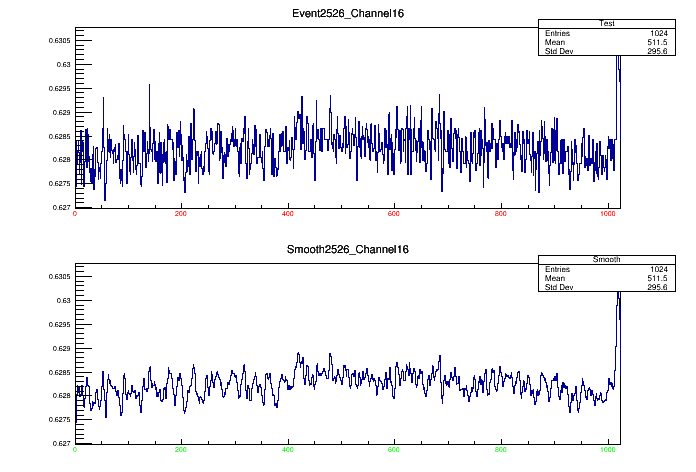 Event2526_Channel16
Test
Entries 1024
Mean 511.5
Std Dev 295.6
0.6305
0.63
0.6295
0.629
0.6285
0.628
0.6275
0.627
0 200 400 600 800 1000
Smooth2526_Channel16
Smooth
Entries 1024
Mean 511.5
Std Dev 295.6
0.6305
0.63
0.6295
0.629
0.6285
0.628
0.6275
0.627
0 200 400 600 800 1000